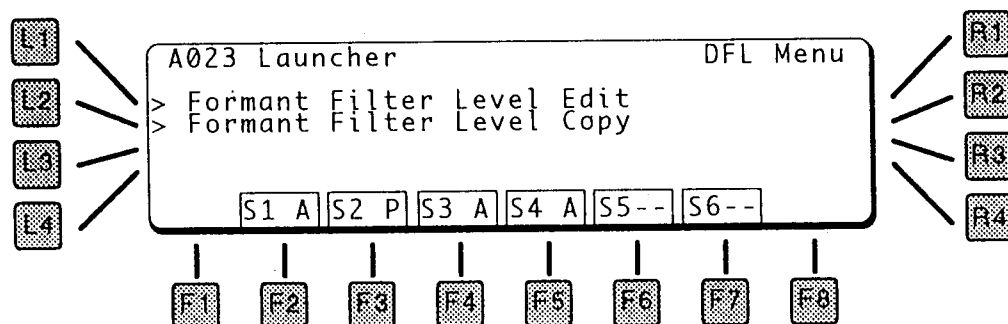 L1
L2
L3
L4
A023 Launcher DFL Menu
> Formant Filter Level Edit
> Formant Filter Level Copy
S1 A S2 P S3 A S4 A S5-- S6--
R1
R2
R3
R4
F1 F2 F3 F4 F5 F6 F7 F8